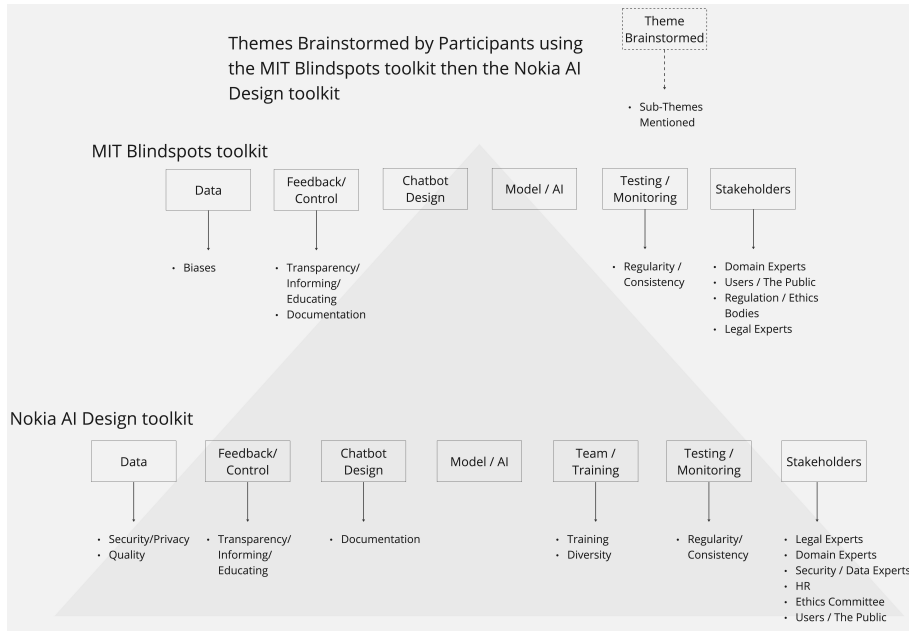 Themes Brainstormed by Participants using
the MIT Blindspots toolkit then the Nokia AI
Design toolkit
Theme
Brainstormed
• Sub-Themes
Mentioned
MIT Blindspots toolkit
Data
Feedback/
Control
Chatbot
Design
Model / AI
Testing /
Monitoring
Stakeholders
• Biases
• Transparency/
Informing/
Educating
• Documentation
• Regularity /
Consistency
• Domain Experts
• Users / The Public
• Regulation / Ethics
Bodies
• Legal Experts
Nokia AI Design toolkit
Data
Feedback/
Control
Chatbot
Design
Model / AI
Team /
Training
Testing /
Monitoring
Stakeholders
• Security/Privacy
• Quality
• Transparency/
Informing/
Educating
• Documentation
• Training
• Diversity
• Regularity/
Consistency
• Legal Experts
• Domain Experts
• Security / Data Experts
• HR
• Ethics Committee
• Users / The Public